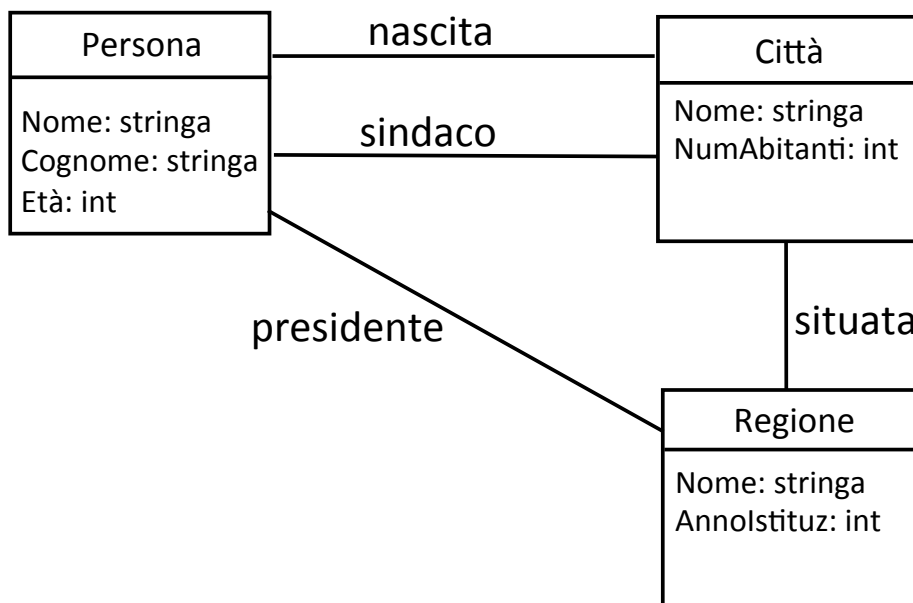 Persona
Nome: stringa
Cognome: stringa
Età: int
nascita
sindaco
Città
Nome: stringa
NumAbitanti: int
presidente
situata
Regione
Nome: stringa
AnnoIstituz: int